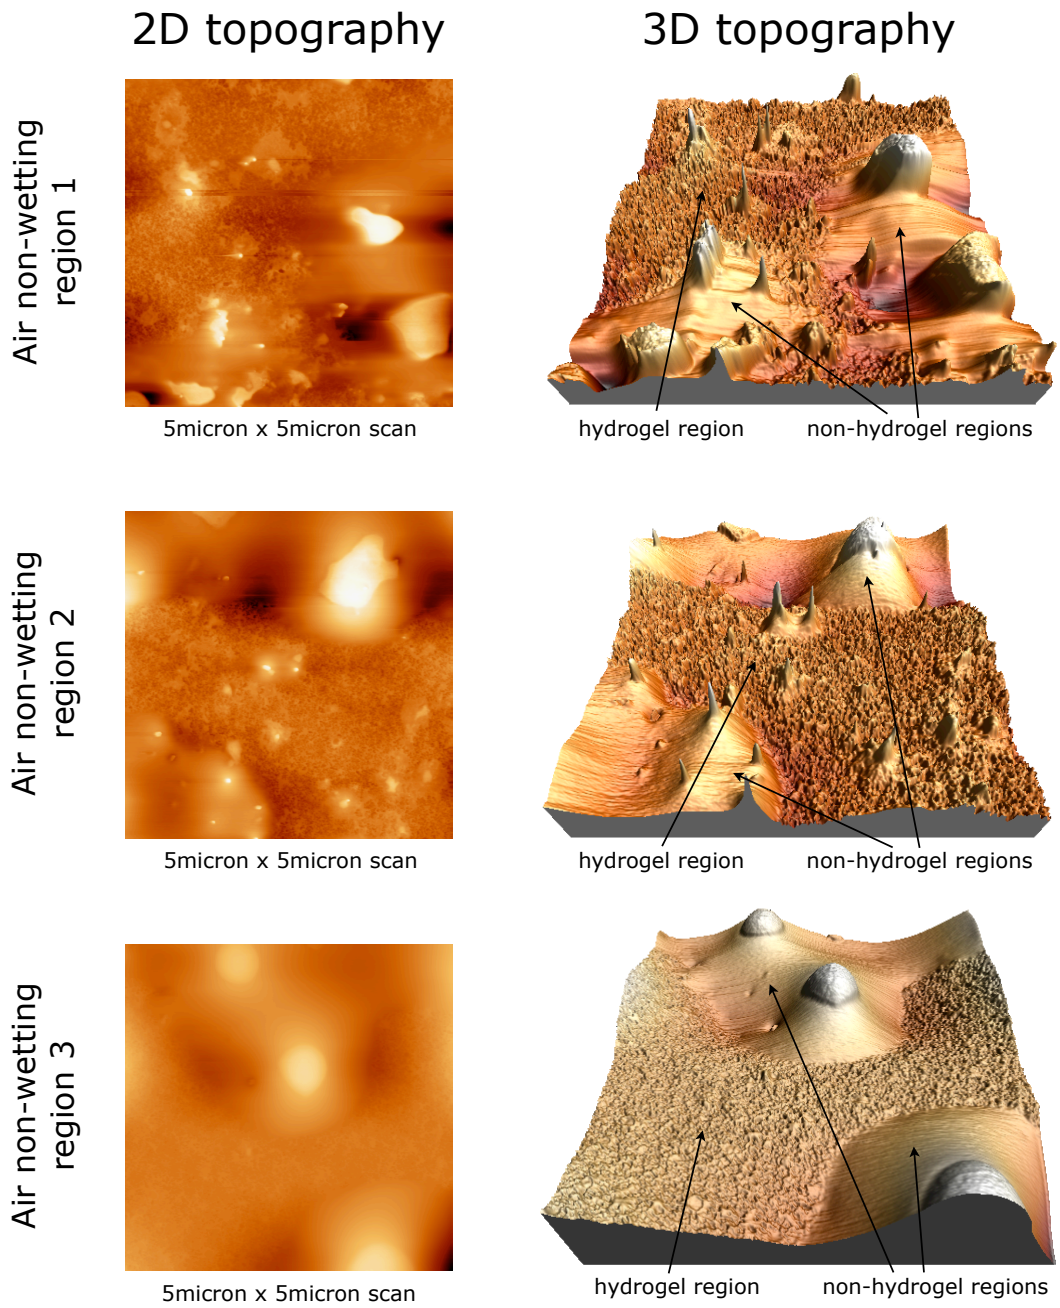 2D topography
3D topography
Air non-wetting
region 1
5micron x 5micron scan
hydrogel region
non-hydrogel regions
Air non-wetting
region 2
5micron x 5micron scan
hydrogel region
non-hydrogel regions
Air non-wetting
region 3
5micron x 5micron scan
hydrogel region
non-hydrogel regions